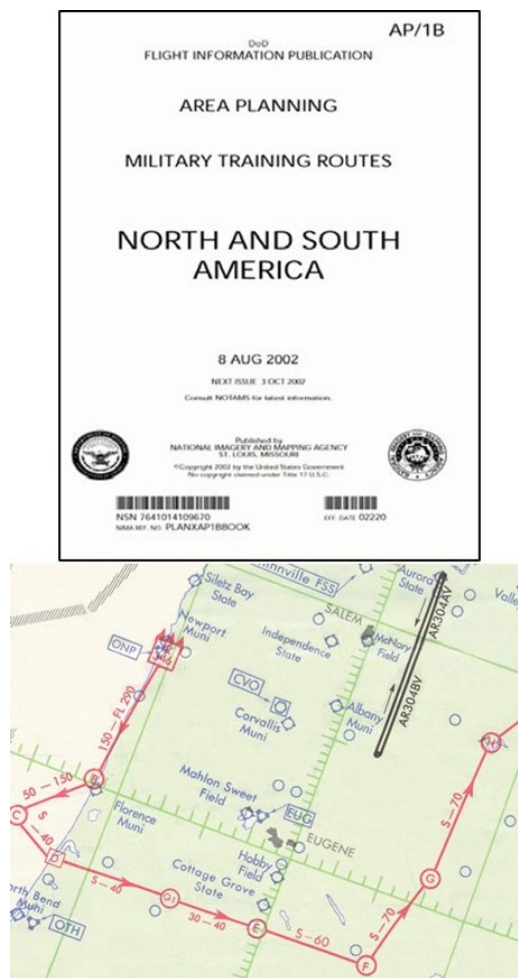 AP/1B
DoD
FLIGHT INFORMATION PUBLICATION
AREA PLANNING
MILITARY TRAINING ROUTES
NORTH AND SOUTH
AMERICA
8 AUG 2002
NEXT ISSUE 3 OCT 2002
Consult NOTAMS for latest information.
Published by
NATIONAL IMAGERY AND MAPPING AGENCY
ST. LOUIS, MISSOURI
©Copyright 2002 by the United States Government
No copyright claimed under Title 17 U.S.C.
NSN 7641014109670
NIMA REF. NO. PLANXAP1BBOOK
EFF. DATE 02220
innville FSS
Aurora
State
Valle
Siletz Bay
State
Newport
Muni
ONP
SALEM
McNary
Field
Independence
State
AR304AV
AR304BV
CVO
Corvallis
Muni
Albany
Muni
150-FL 290
B
50-150
C
S-40
Florence
Muni
D
Mahlon Sweet
Field
EUG
EUGENE
Hobby
Field
Cottage Grove
State
S-40
G1
30-40
E
S-60
F
S-70
G
S-70
H
orth Bend
Muni
OTH